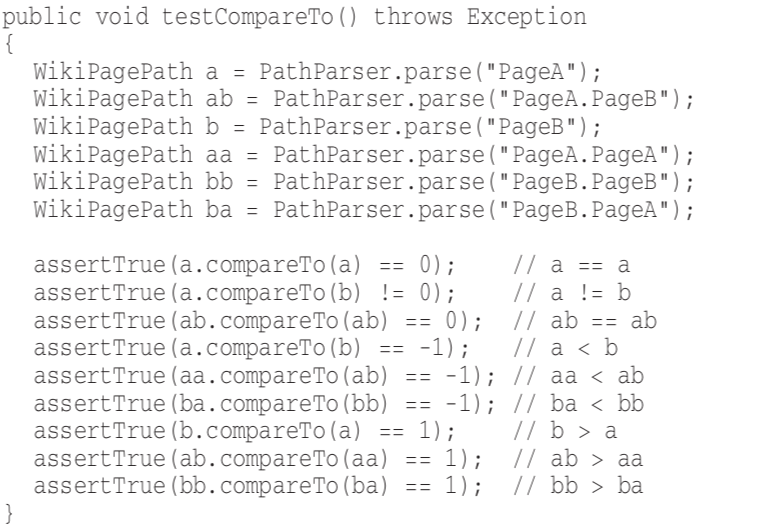 public void testCompareTo() throws Exception
{
  WikiPagePath a = PathParser.parse("PageA");
  WikiPagePath ab = PathParser.parse("PageA.PageB");
  WikiPagePath b = PathParser.parse("PageB");
  WikiPagePath aa = PathParser.parse("PageA.PageA");
  WikiPagePath bb = PathParser.parse("PageB.PageB");
  WikiPagePath ba = PathParser.parse("PageB.PageA");

  assertTrue(a.compareTo(a) == 0);    // a == a
  assertTrue(a.compareTo(b) != 0);    // a != b
  assertTrue(ab.compareTo(ab) == 0);  // ab == ab
  assertTrue(a.compareTo(b) == -1);   // a < b
  assertTrue(aa.compareTo(ab) == -1); // aa < ab
  assertTrue(ba.compareTo(bb) == -1); // ba < bb
  assertTrue(b.compareTo(a) == 1);    // b > a
  assertTrue(ab.compareTo(aa) == 1);  // ab > aa
  assertTrue(bb.compareTo(ba) == 1);  // bb > ba
}